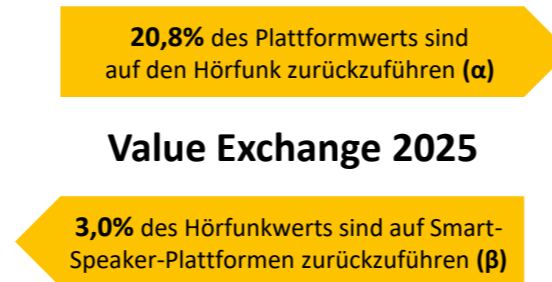 20,8% des Plattformwerts sind
auf den Hörfunk zurückzuführen (α)
Value Exchange 2025
3,0% des Hörfunkwerts sind auf Smart-
Speaker-Plattformen zurückzuführen (β)